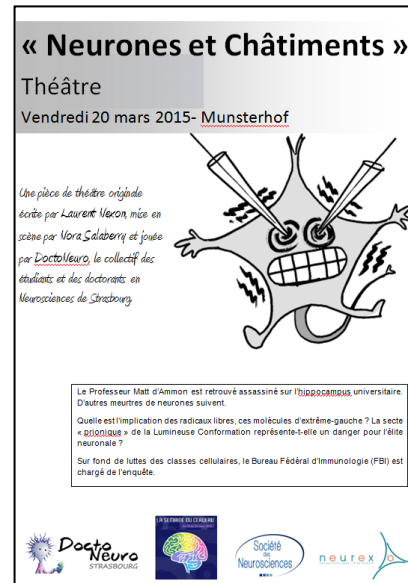 « Neurones et Châtiments »
Théâtre
Vendredi 20 mars 2015- Munsterhof
Une pièce de théâtre originale
écrite par Laurent Nexon, mise en
scène par Nora Salaberry et jouée
par DoctoNeuro, le collectif des
étudiants et des doctorants en
Neurosciences de Strasbourg.
Le Professeur Matt d'Ammon est retrouvé assassiné sur l'hippocampus universitaire.
D'autres meurtres de neurones suivent.
Quelle est l'implication des radicaux libres, ces molécules d'extrême-gauche ? La secte
« prionique » de la Lumineuse Conformation représente-t-elle un danger pour l'élite
neuronale ?
Sur fond de luttes des classes cellulaires, le Bureau Fédéral d'Immunologie (FBI) est
chargé de l'enquête.
LA SEMAINE DU CERVEAU
Docto
Neuro
STRASBOURG
Société
des
Neurosciences
neurex